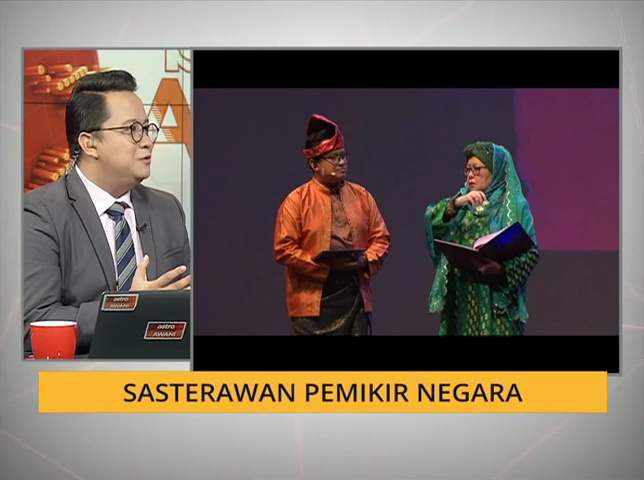 astro
AWANI
astro
AWANI
SASTERAWAN PEMIKIR NEGARA